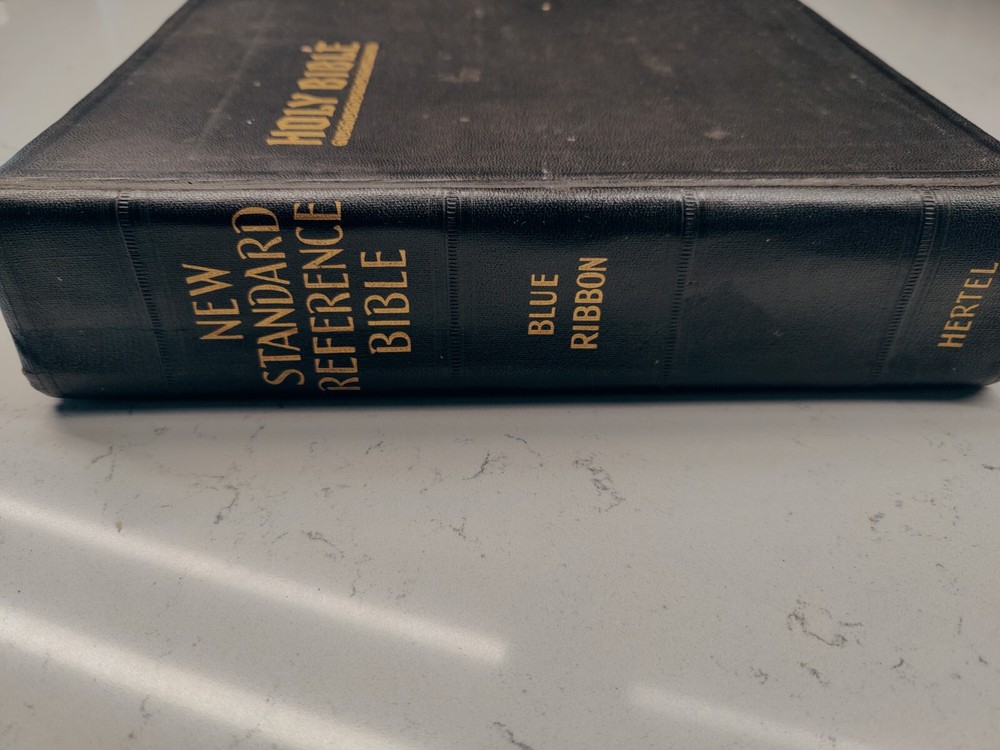 HOLY BIBLE
NEW
STANDARD
REFERENCE
BIBLE
BLUE
RIBBON
HERTEL